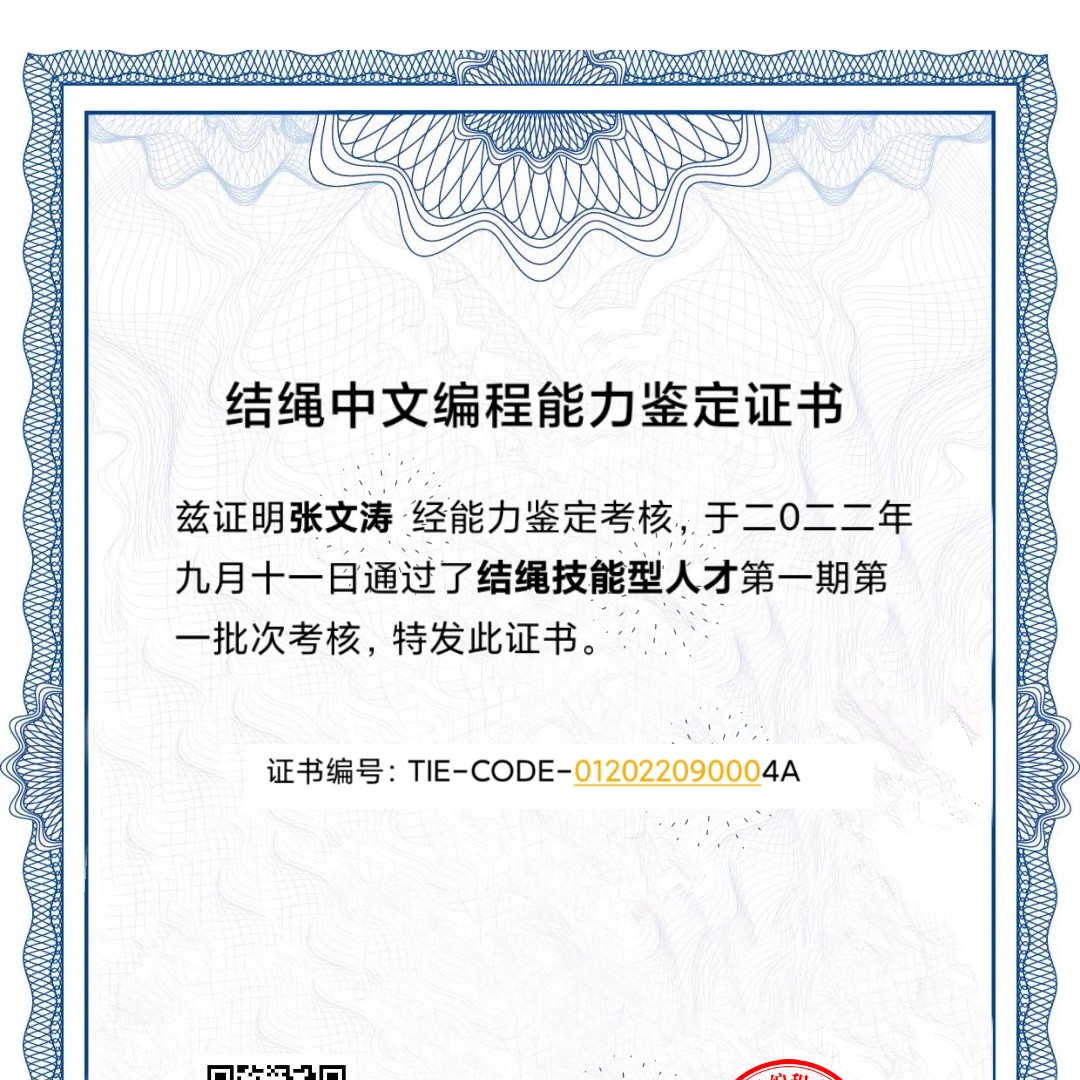 结绳中文编程能力鉴定证书
兹证明张文涛 经能力鉴定考核，于二0二二年
九月十一日通过了结绳技能型人才第一期第
一批次考核，特发此证书。
证书编号：TIE-CODE-012022090004A